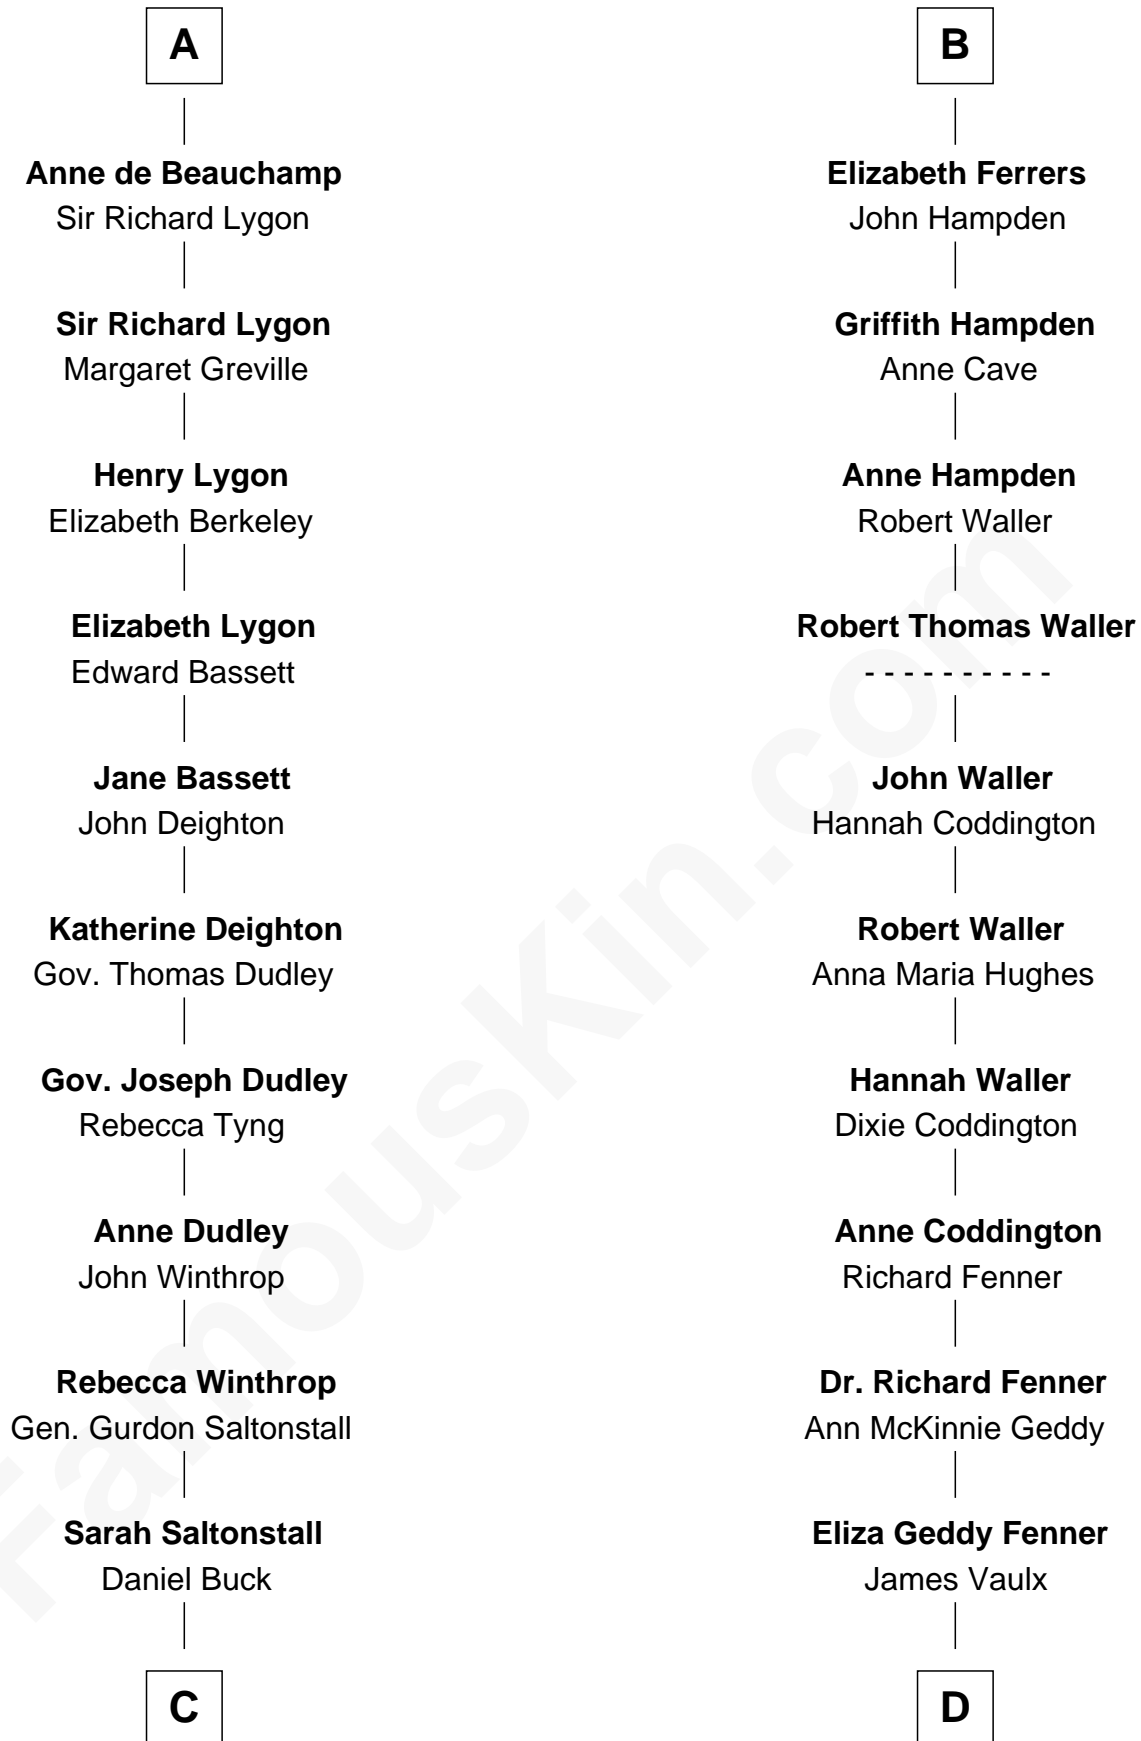 A
Anne de Beauchamp
Sir Richard Lygon
Sir Richard Lygon
Margaret Greville
Henry Lygon
Elizabeth Berkeley
Elizabeth Lygon
Edward Bassett
Jane Bassett
John Deighton
Katherine Deighton
Gov. Thomas Dudley
Gov. Joseph Dudley
Rebecca Tyng
Anne Dudley
John Winthrop
Rebecca Winthrop
Gen. Gurdon Saltonstall
Sarah Saltonstall
Daniel Buck
C
B
Elizabeth Ferrers
John Hampden
Griffith Hampden
Anne Cave
Anne Hampden
Robert Waller
Robert Thomas Waller
- - - - - - - - - -
John Waller
Hannah Coddington
Robert Waller
Anna Maria Hughes
Hannah Waller
Dixie Coddington
Anne Coddington
Richard Fenner
Dr. Richard Fenner
Ann McKinnie Geddy
Eliza Geddy Fenner
James Vaulx
D
FamousKin.com